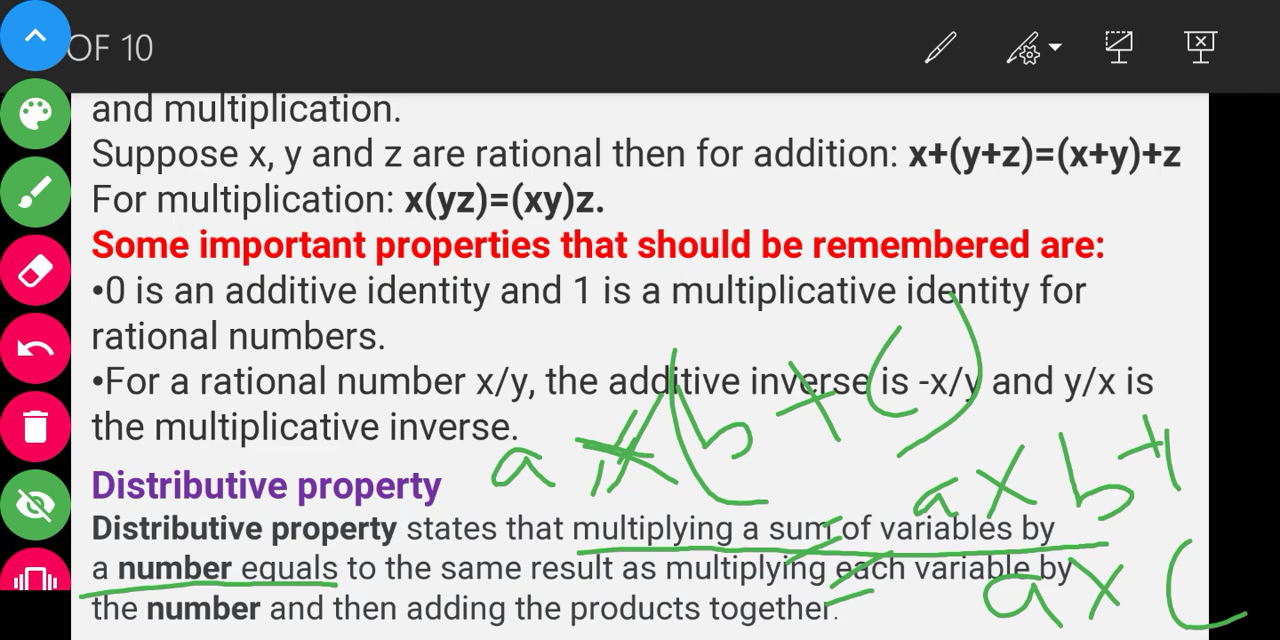 OF 10
and multiplication.
Suppose x, y and z are rational then for addition: x+(y+z)=(x+y)+z
For multiplication: x(yz)=(xy)z.
Some important properties that should be remembered are:
•0 is an additive identity and 1 is a multiplicative identity for
rational numbers.
•For a rational number x/y, the additive inverse is -x/y and y/x is
the multiplicative inverse.
a × (b + c)
Distributive property
= a × b +
Distributive property states that multiplying a sum of variables by
a number equals to the same result as multiplying each variable by
a × c
the number and then adding the products together.